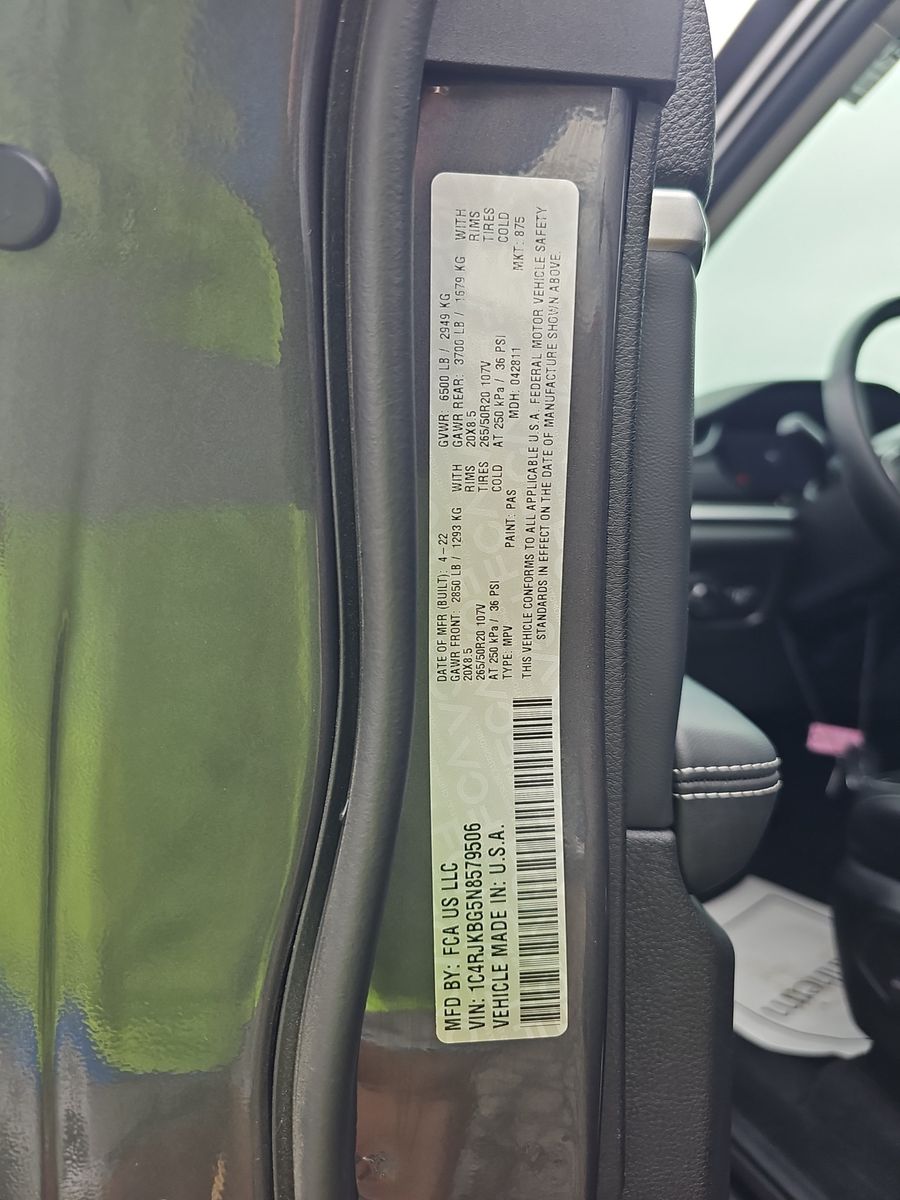 MFD BY: FCA US LLC
VIN: 1C4RJKBG5N8579506
VEHICLE MADE IN: U.S.A.
DATE OF MFR (BUILT): 4-22 GVWR: 6500 LB / 2949 KG
GAWR FRONT: 2850 LB / 1293 KG WITH GAWR REAR: 3700 LB / 1679 KG WITH
20X8.5 RIMS 20X8.5 RIMS
265/50R20 107V TIRES 265/50R20 107V TIRES
AT 250 kPa / 36 PSI COLD AT 250 kPa / 36 PSI COLD
TYPE: MPV PAINT: PAS MDH: 042811 MKT: 875
THIS VEHICLE CONFORMS TO ALL APPLICABLE U.S.A. FEDERAL MOTOR VEHICLE SAFETY
STANDARDS IN EFFECT ON THE DATE OF MANUFACTURE SHOWN ABOVE.